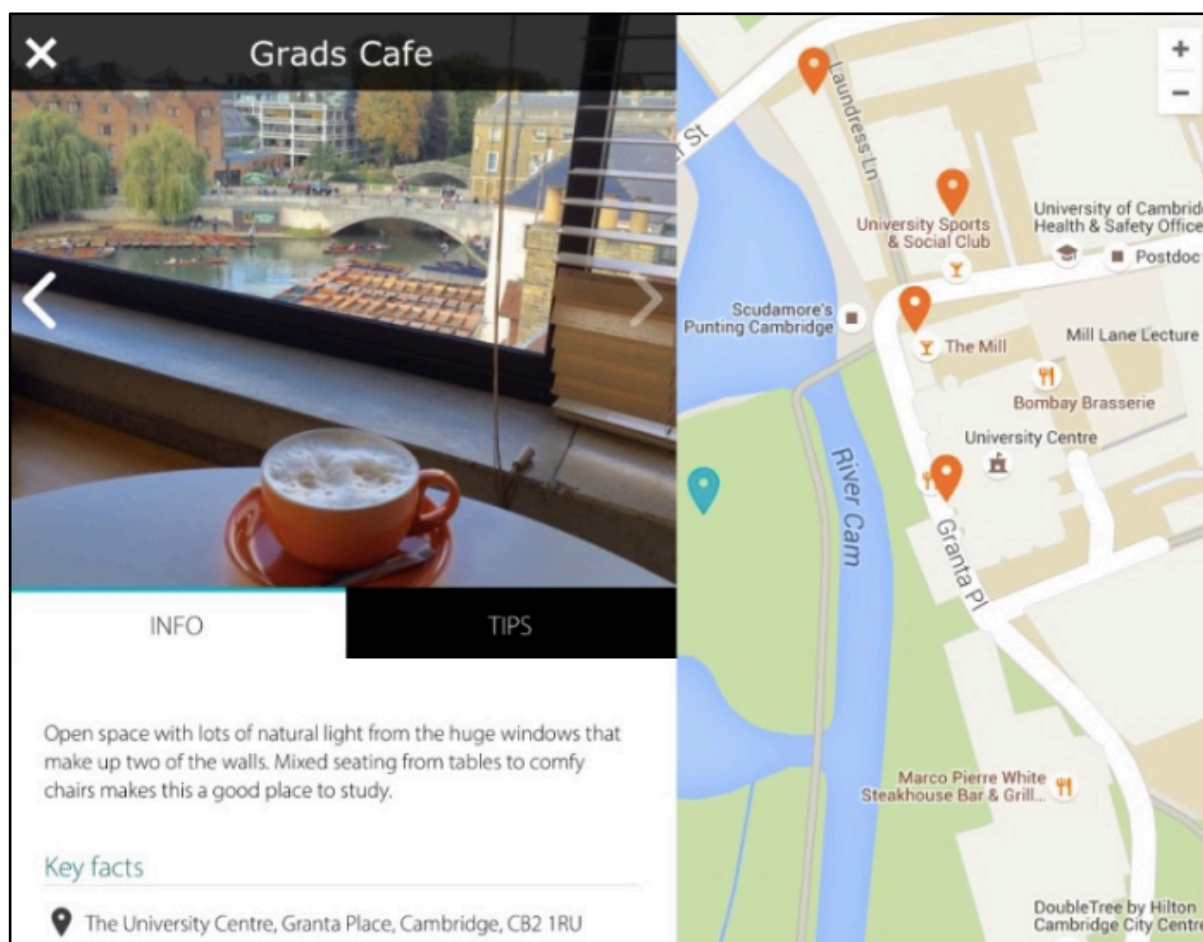 Grads Cafe
INFO
TIPS
Open space with lots of natural light from the huge windows that
make up two of the walls. Mixed seating from tables to comfy
chairs makes this a good place to study.
Key facts
The University Centre, Granta Place, Cambridge, CB2 1RU
+
−
er St
Laundress Ln
University Sports
& Social Club
University of Cambridg
Health & Safety Office
Postdoc
Scudamore's
Punting Cambridge
The Mill
Mill Lane Lecture
Bombay Brasserie
University Centre
River Cam
Granta Pl
Marco Pierre White
Steakhouse Bar & Grill...
DoubleTree by Hilton
Cambridge City Centre